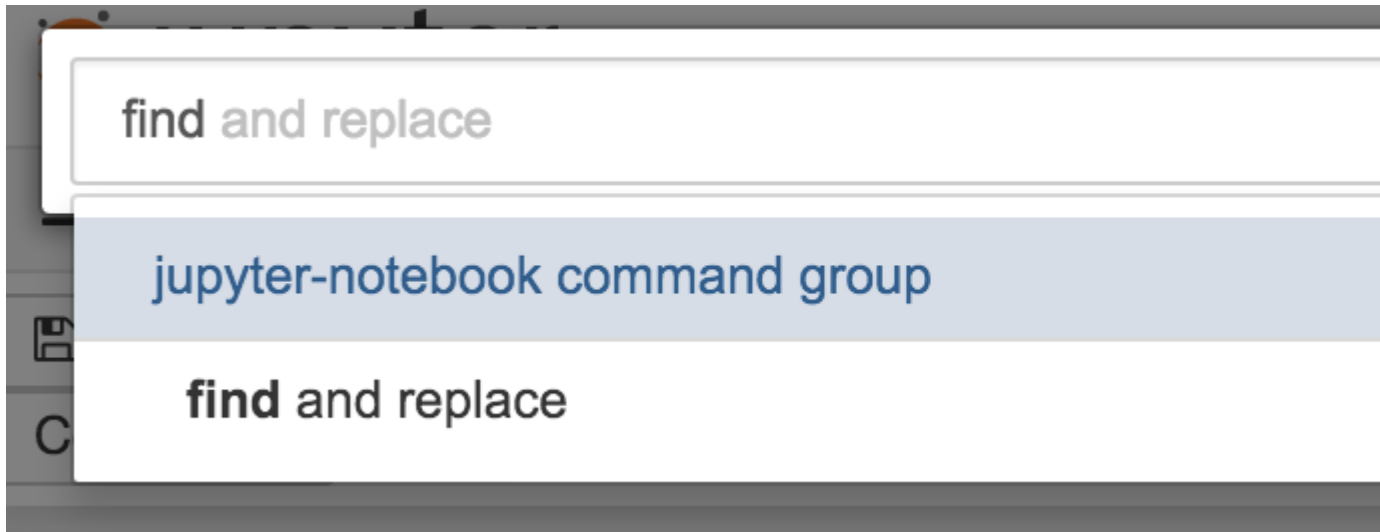 find and replace
jupyter-notebook command group
find and replace
C